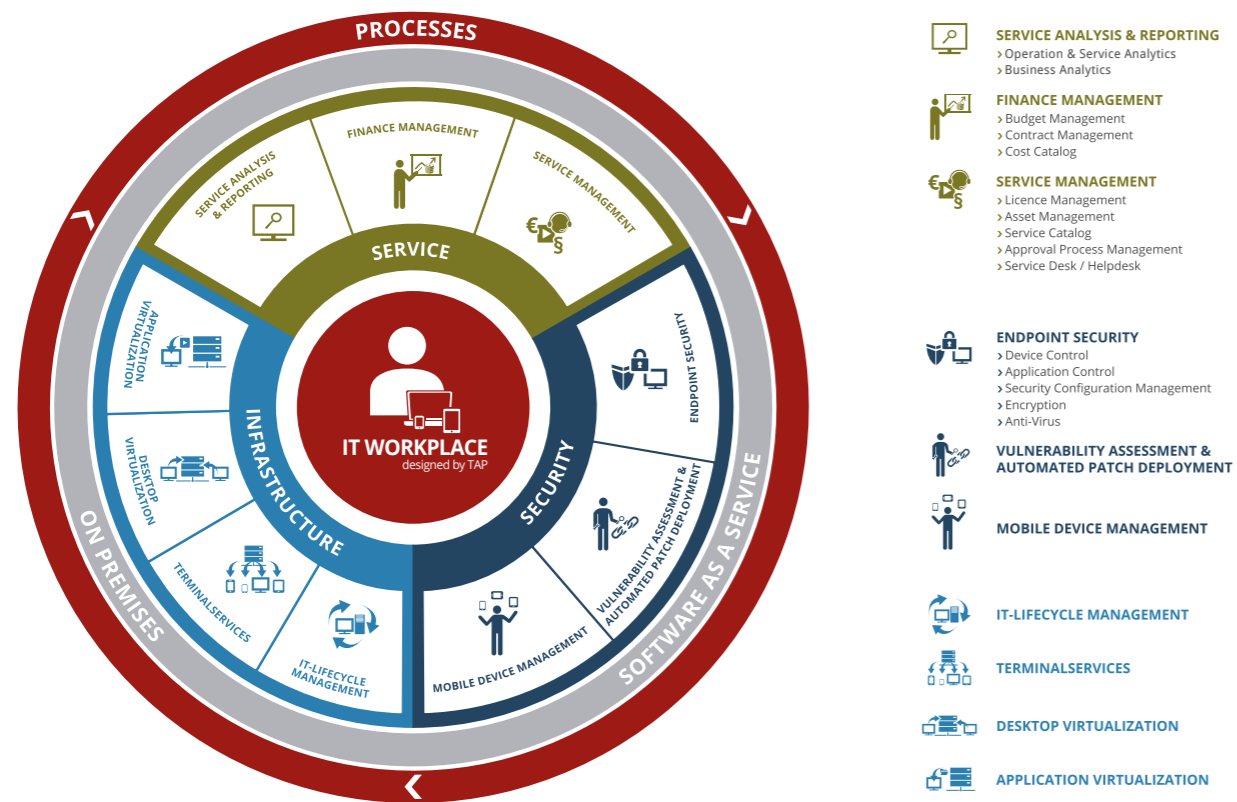 PROCESSES
SERVICE ANALYSIS
& REPORTING
FINANCE MANAGEMENT
SERVICE MANAGEMENT
SERVICE
APPLICATION
VIRTUALIZATION
DESKTOP
VIRTUALIZATION
TERMINALSERVICES
IT-LIFECYCLE
MANAGEMENT
INFRASTRUCTURE
ENDPOINT SECURITY
VULNERABILITY ASSESSMENT &
AUTOMATED PATCH DEPLOYMENT
MOBILE DEVICE MANAGEMENT
SECURITY
IT WORKPLACE
designed by TAP
ON PREMISES
SOFTWARE AS A SERVICE
SERVICE ANALYSIS & REPORTING
› Operation & Service Analytics
› Business Analytics
FINANCE MANAGEMENT
› Budget Management
› Contract Management
› Cost Catalog
SERVICE MANAGEMENT
› Licence Management
› Asset Management
› Service Catalog
› Approval Process Management
› Service Desk / Helpdesk
ENDPOINT SECURITY
› Device Control
› Application Control
› Security Configuration Management
› Encryption
› Anti-Virus
VULNERABILITY ASSESSMENT &
AUTOMATED PATCH DEPLOYMENT
MOBILE DEVICE MANAGEMENT
IT-LIFECYCLE MANAGEMENT
TERMINALSERVICES
DESKTOP VIRTUALIZATION
APPLICATION VIRTUALIZATION